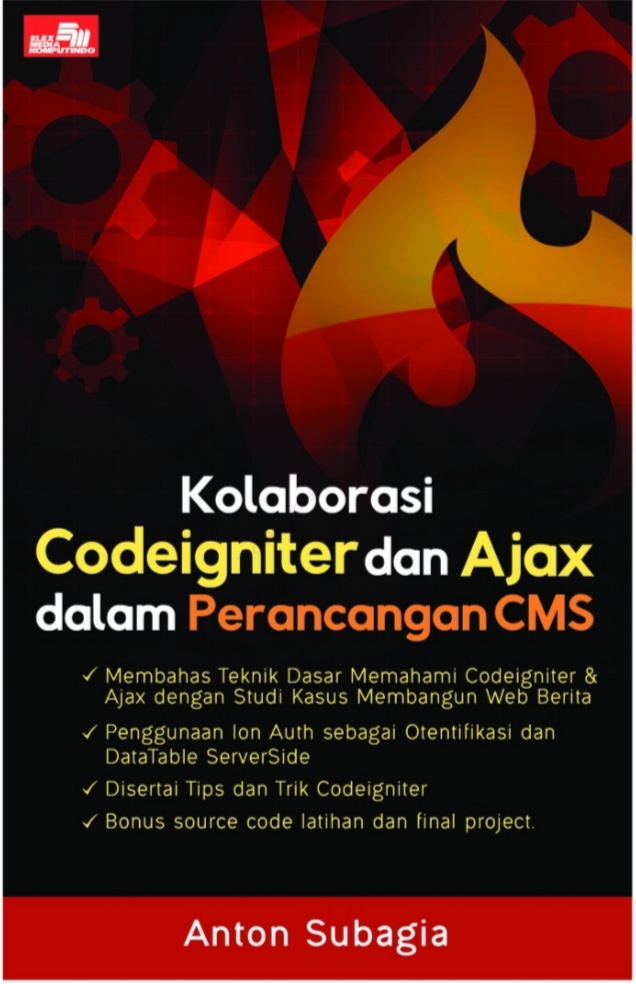 ELEX
MEDIA
KOMPUTINDO
Kolaborasi
Codeigniter dan Ajax
dalam Perancangan CMS
✓ Membahas Teknik Dasar Memahami Codeigniter &
Ajax dengan Studi Kasus Membangun Web Berita
✓ Penggunaan Ion Auth sebagai Otentifikasi dan
DataTable ServerSide
✓ Disertai Tips dan Trik Codeigniter
✓ Bonus source code latihan dan final project.
Anton Subagia